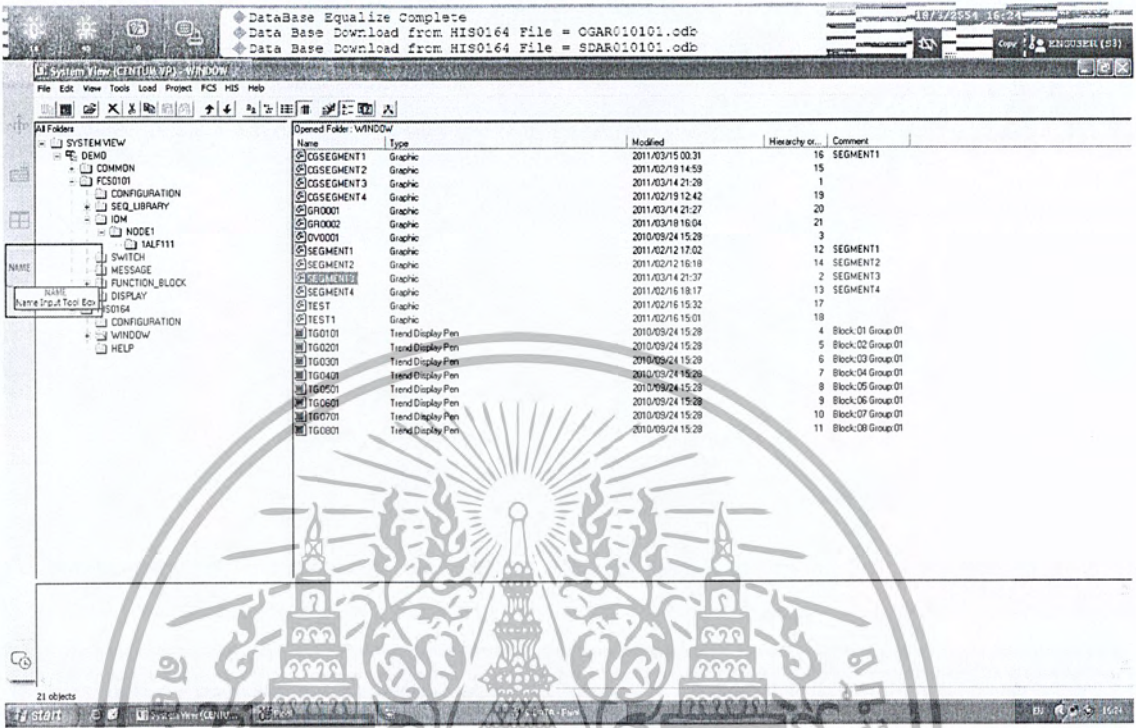 DataBase Equalize Complete
Data Base Download from HIS0164 File = OGAR010101.odb
Data Base Download from HIS0164 File = SDAR010101.odb
18/3/2554 16:24
Copy ENGUSER (S3)
System View (CENTUM VP) - WINDOW
File Edit View Tools Load Project FCS HIS Help
All Folders
SYSTEM VIEW
DEMO
COMMON
FCS0101
CONFIGURATION
SEQ_LIBRARY
IOM
NODE1
1ALF111
SWITCH
MESSAGE
FUNCTION_BLOCK
DISPLAY
CONFIGURATION
WINDOW
HELP
NAME
NAME
Name Input Tool Box
Opened Folder : WINDOW
Name Type Modified Hierarchy or... Comment
CGSEGMENT1 Graphic 2011/03/15 00:31 16 SEGMENT1
CGSEGMENT2 Graphic 2011/02/19 14:59 15
CGSEGMENT3 Graphic 2011/03/14 21:28 1
CGSEGMENT4 Graphic 2011/02/19 12:42 19
GR0001 Graphic 2011/03/14 21:27 20
GR0002 Graphic 2011/03/18 16:04 21
OV0001 Graphic 2010/09/24 15:28 3
SEGMENT1 Graphic 2011/02/12 17:02 12 SEGMENT1
SEGMENT2 Graphic 2011/02/12 16:18 14 SEGMENT2
Graphic 2011/03/14 21:37 2 SEGMENT3
SEGMENT4 Graphic 2011/02/16 18:17 13 SEGMENT4
TEST Graphic 2011/02/16 15:32 17
TEST1 Graphic 2011/02/16 15:01 18
TG0101 Trend Display Pen 2010/09/24 15:28 4 Block:01 Group:01
TG0201 Trend Display Pen 2010/09/24 15:28 5 Block:02 Group:01
TG0301 Trend Display Pen 2010/09/24 15:28 6 Block:03 Group:01
TG0401 Trend Display Pen 2010/09/24 15:28 7 Block:04 Group:01
TG0501 Trend Display Pen 2010/09/24 15:28 8 Block:05 Group:01
TG0601 Trend Display Pen 2010/09/24 15:28 9 Block:06 Group:01
TG0701 Trend Display Pen 2010/09/24 15:28 10 Block:07 Group:01
TG0801 Trend Display Pen 2010/09/24 15:28 11 Block:08 Group:01
21 objects
start System View (CENTU... EN 16:24